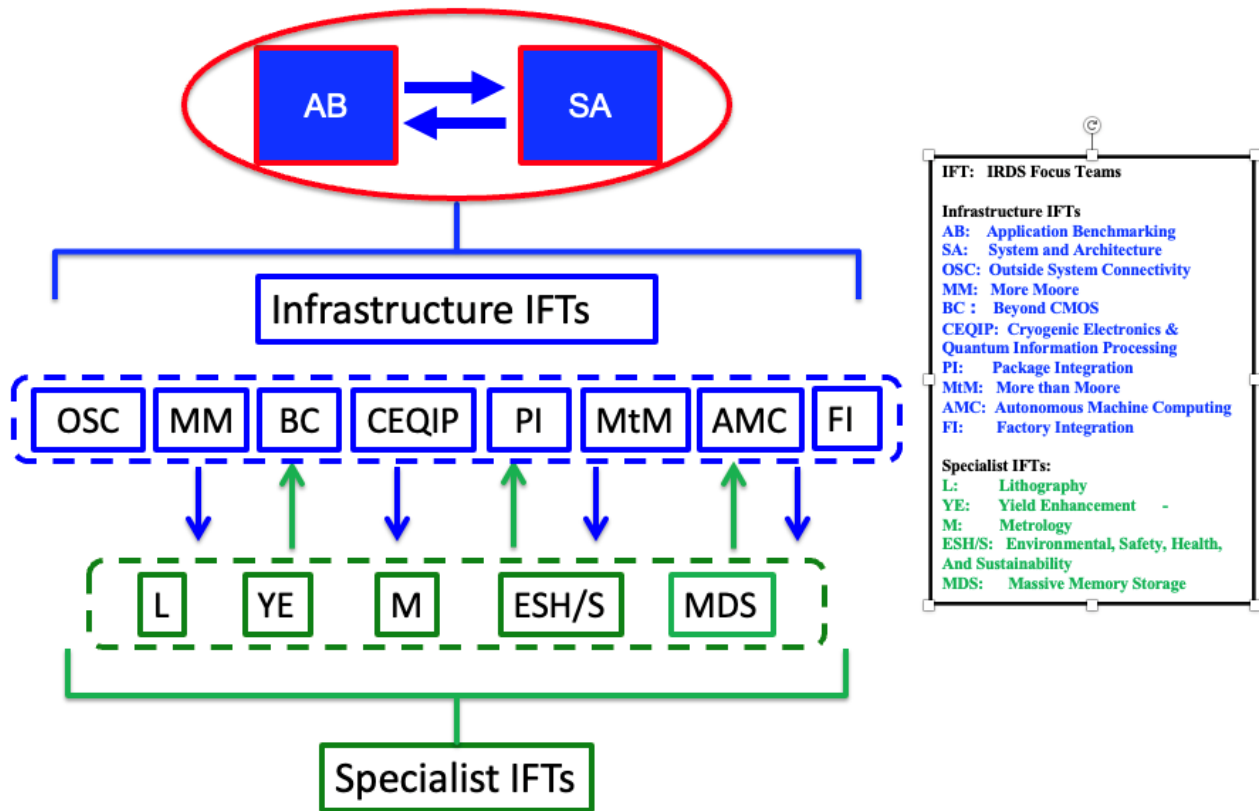 AB SA
Infrastructure IFTs
OSC MM BC CEQIP PI MtM AMC FI
L YE M ESH/S MDS
Specialist IFTs
IFT: IRDS Focus Teams
Infrastructure IFTs
AB: Application Benchmarking
SA: System and Architecture
OSC: Outside System Connectivity
MM: More Moore
BC : Beyond CMOS
CEQIP: Cryogenic Electronics &
Quantum Information Processing
PI: Package Integration
MtM: More than Moore
AMC: Autonomous Machine Computing
FI: Factory Integration
Specialist IFTs:
L: Lithography
YE: Yield Enhancement -
M: Metrology
ESH/S: Environmental, Safety, Health,
And Sustainability
MDS: Massive Memory Storage